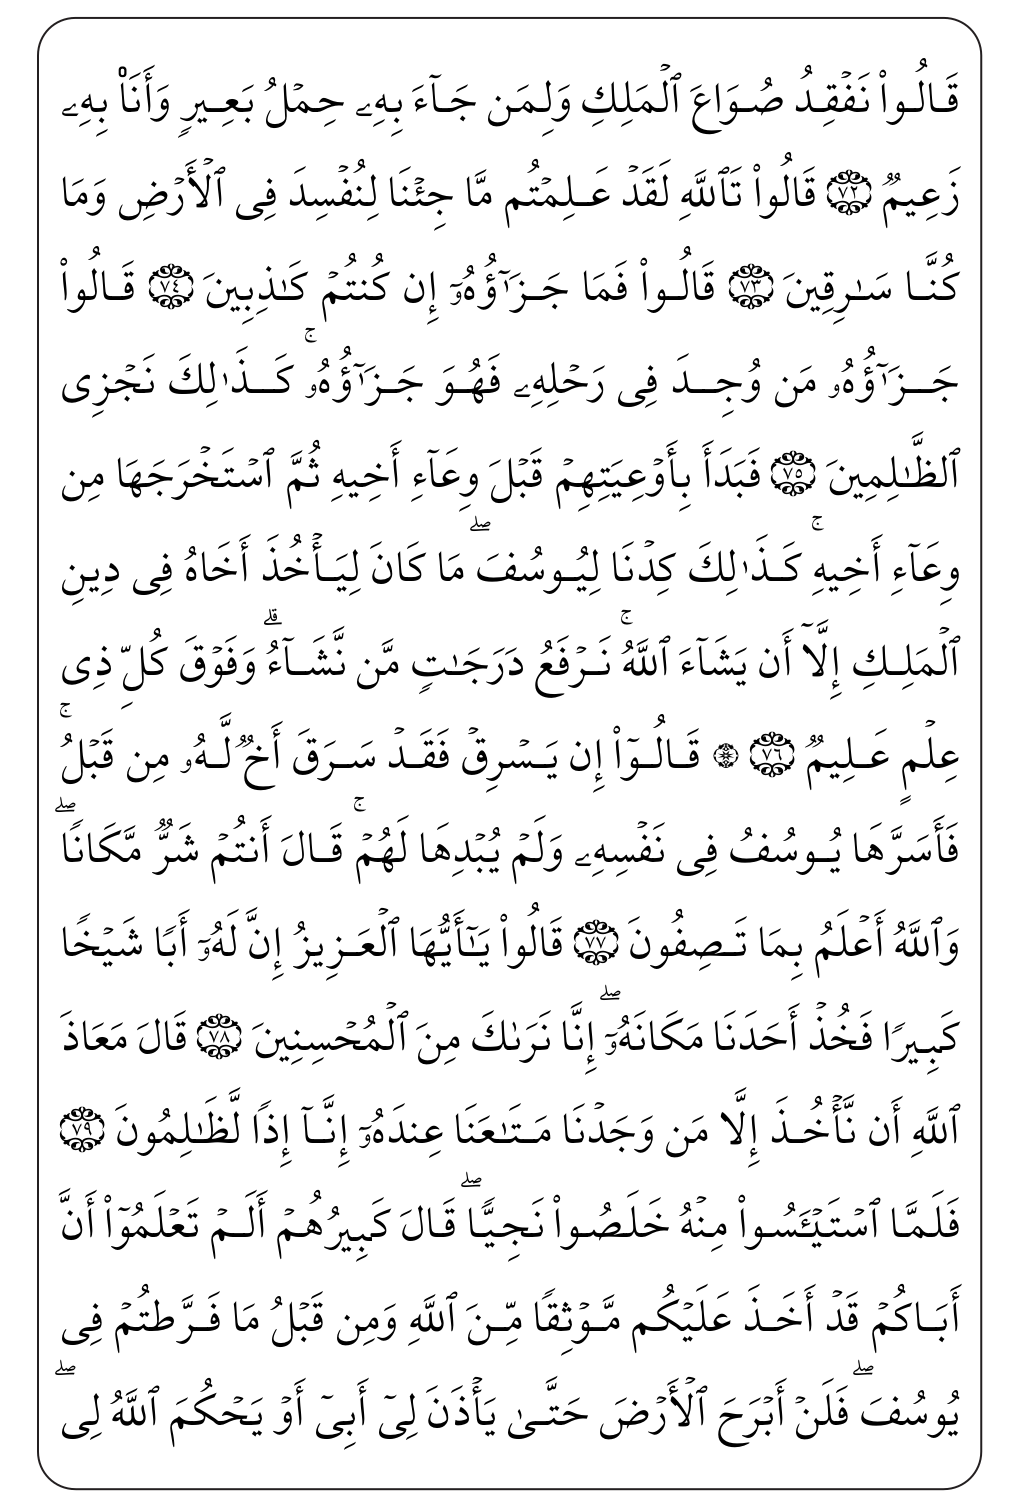 قَالُواْ نَفۡقِدُ صُوَاعَ ٱلۡمَلِكِ وَلِمَن جَآءَ بِهِۦ حِمۡلُ بَعِيرٖ وَأَنَا۠ بِهِۦ
زَعِيمٞ ٧٢ قَالُواْ تَٱللَّهِ لَقَدۡ عَلِمۡتُم مَّا جِئۡنَا لِنُفۡسِدَ فِي ٱلۡأَرۡضِ وَمَا
كُنَّا سَٰرِقِينَ ٧٣ قَالُواْ فَمَا جَزَٰٓؤُهُۥٓ إِن كُنتُمۡ كَٰذِبِينَ ٧٤ قَالُواْ
جَزَٰٓؤُهُۥ مَن وُجِدَ فِي رَحۡلِهِۦ فَهُوَ جَزَٰٓؤُهُۥۚ كَذَٰلِكَ نَجۡزِي
ٱلظَّٰلِمِينَ ٧٥ فَبَدَأَ بِأَوۡعِيَتِهِمۡ قَبۡلَ وِعَآءِ أَخِيهِ ثُمَّ ٱسۡتَخۡرَجَهَا مِن
وِعَآءِ أَخِيهِۚ كَذَٰلِكَ كِدۡنَا لِيُوسُفَۖ مَا كَانَ لِيَأۡخُذَ أَخَاهُ فِي دِينِ
ٱلۡمَلِكِ إِلَّآ أَن يَشَآءَ ٱللَّهُۚ نَرۡفَعُ دَرَجَٰتٖ مَّن نَّشَآءُۗ وَفَوۡقَ كُلِّ ذِي
عِلۡمٍ عَلِيمٞ ٧٦ ۞ قَالُوٓاْ إِن يَسۡرِقۡ فَقَدۡ سَرَقَ أَخٞ لَّهُۥ مِن قَبۡلُۚ
فَأَسَرَّهَا يُوسُفُ فِي نَفۡسِهِۦ وَلَمۡ يُبۡدِهَا لَهُمۡۚ قَالَ أَنتُمۡ شَرّٞ مَّكَانٗاۖ
وَٱللَّهُ أَعۡلَمُ بِمَا تَصِفُونَ ٧٧ قَالُواْ يَٰٓأَيُّهَا ٱلۡعَزِيزُ إِنَّ لَهُۥٓ أَبٗا شَيۡخٗا
كَبِيرٗا فَخُذۡ أَحَدَنَا مَكَانَهُۥٓۖ إِنَّا نَرَىٰكَ مِنَ ٱلۡمُحۡسِنِينَ ٧٨ قَالَ مَعَاذَ
ٱللَّهِ أَن نَّأۡخُذَ إِلَّا مَن وَجَدۡنَا مَتَٰعَنَا عِندَهُۥٓ إِنَّآ إِذٗا لَّظَٰلِمُونَ ٧٩
فَلَمَّا ٱسۡتَيۡـَٔسُواْ مِنۡهُ خَلَصُواْ نَجِيّٗاۖ قَالَ كَبِيرُهُمۡ أَلَمۡ تَعۡلَمُوٓاْ أَنَّ
أَبَاكُمۡ قَدۡ أَخَذَ عَلَيۡكُم مَّوۡثِقٗا مِّنَ ٱللَّهِ وَمِن قَبۡلُ مَا فَرَّطتُمۡ فِي
يُوسُفَۖ فَلَنۡ أَبۡرَحَ ٱلۡأَرۡضَ حَتَّىٰ يَأۡذَنَ لِيٓ أَبِيٓ أَوۡ يَحۡكُمَ ٱللَّهُ لِيۖ